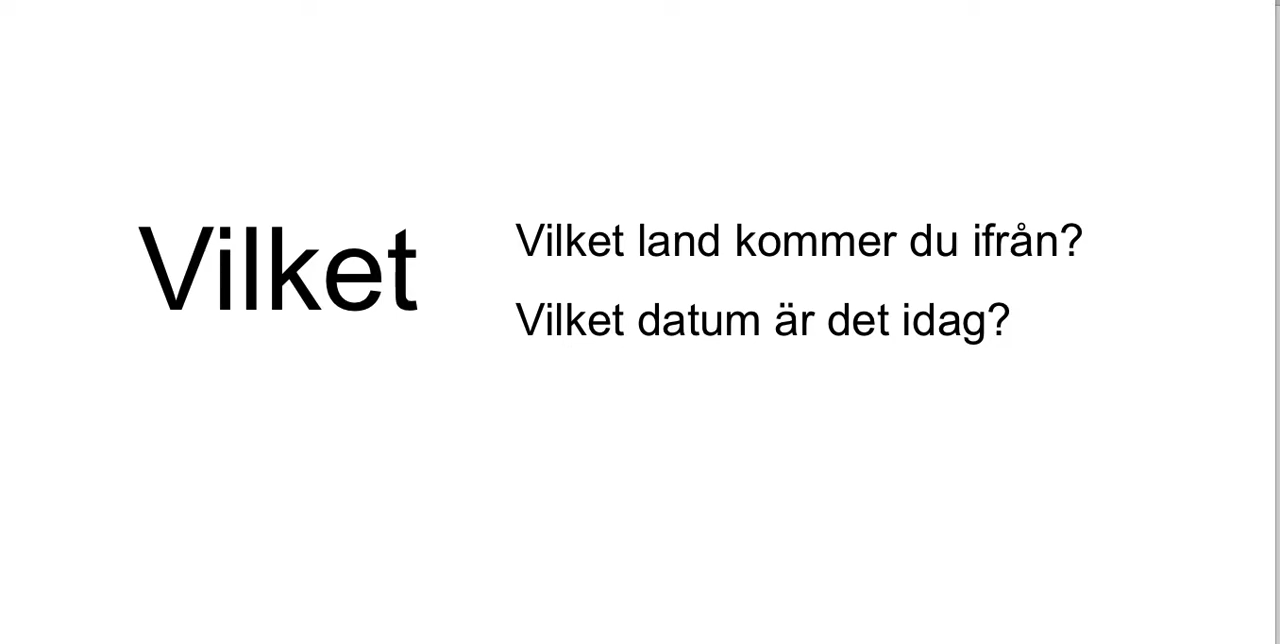 Vilket
Vilket land kommer du ifrån?
Vilket datum är det idag?